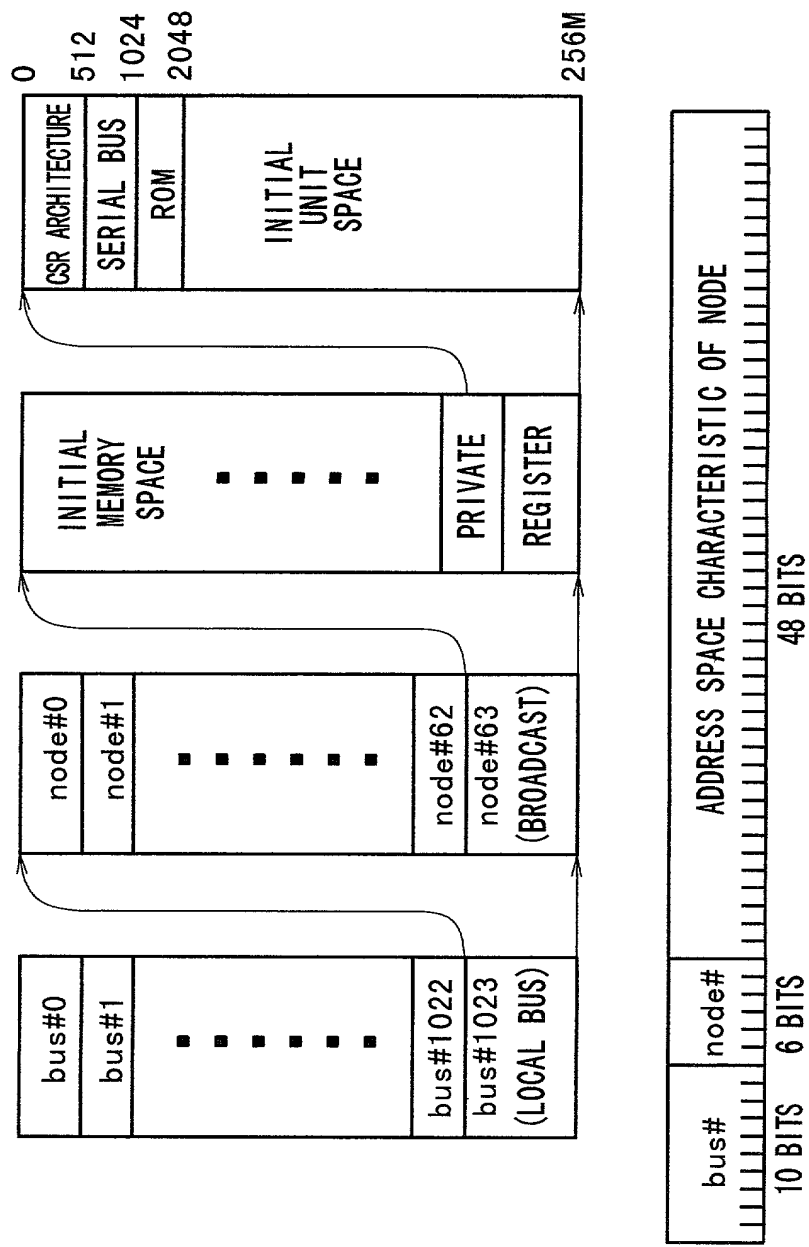 bus#0
bus#1
bus#1022
bus#1023
(LOCAL BUS)
node#0
node#1
node#62
node#63
(BROADCAST)
INITIAL
MEMORY
SPACE
PRIVATE
REGISTER
CSR ARCHITECTURE
SERIAL BUS
ROM
INITIAL
UNIT
SPACE
0
512
1024
2048
256M
bus#
node#
ADDRESS SPACE CHARACTERISTIC OF NODE
10 BITS
6 BITS
48 BITS